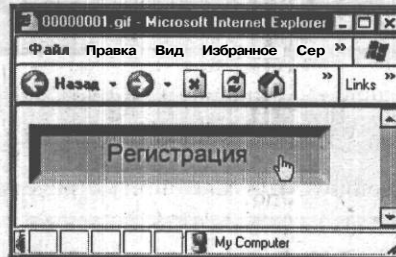 00000001.gif - Microsoft Internet Explorer
Файл Правка Вид Избранное Сер »
Назад » Links »
Регистрация
My Computer